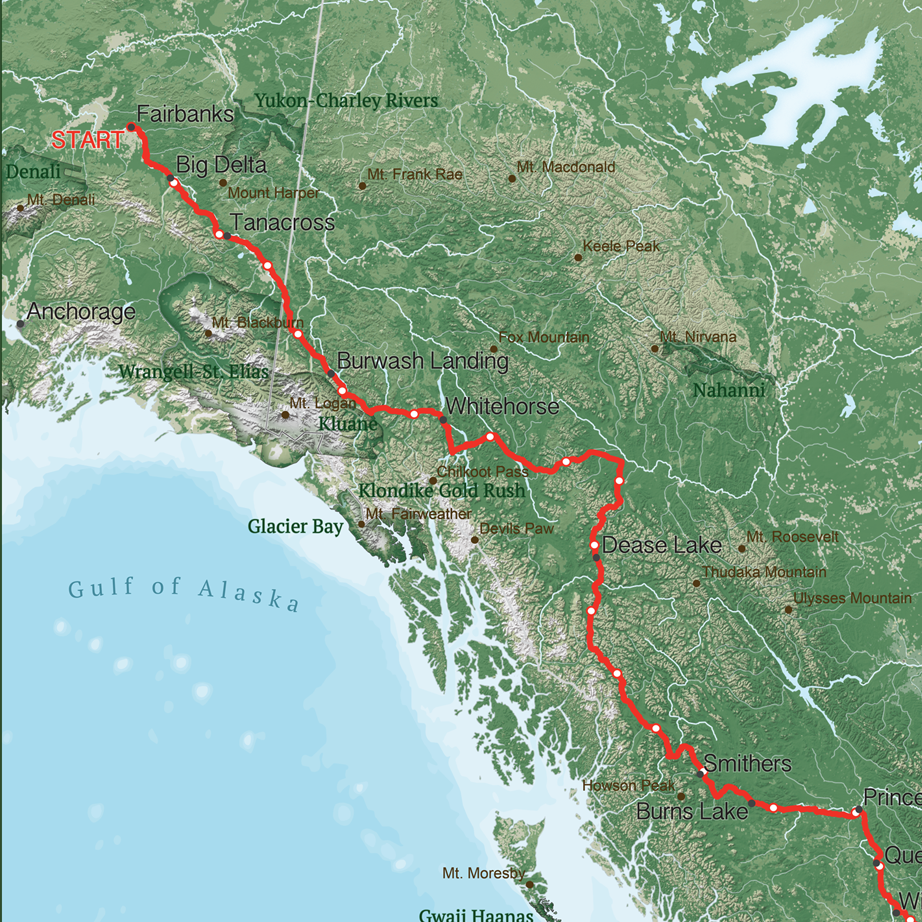 Yukon-Charley Rivers
Fairbanks
START
Big Delta
Denali
Mt. Denali
Mount Harper
Mt. Frank Rae
Mt. Macdonald
Tanacross
Keele Peak
Anchorage
Mt. Blackburn
Fox Mountain
Mt. Nirvana
Burwash Landing
Wrangell-St. Elias
Nahanni
Mt. Logan
Whitehorse
Kluane
Chilkoot Pass
Klondike Gold Rush
Mt. Fairweather
Glacier Bay
Devils Paw
Mt. Roosevelt
Dease Lake
Thudaka Mountain
Gulf of Alaska
Ulysses Mountain
Smithers
Howson Peak
Burns Lake
Prince
Que
Mt. Moresby
W
Gwaii Haanas